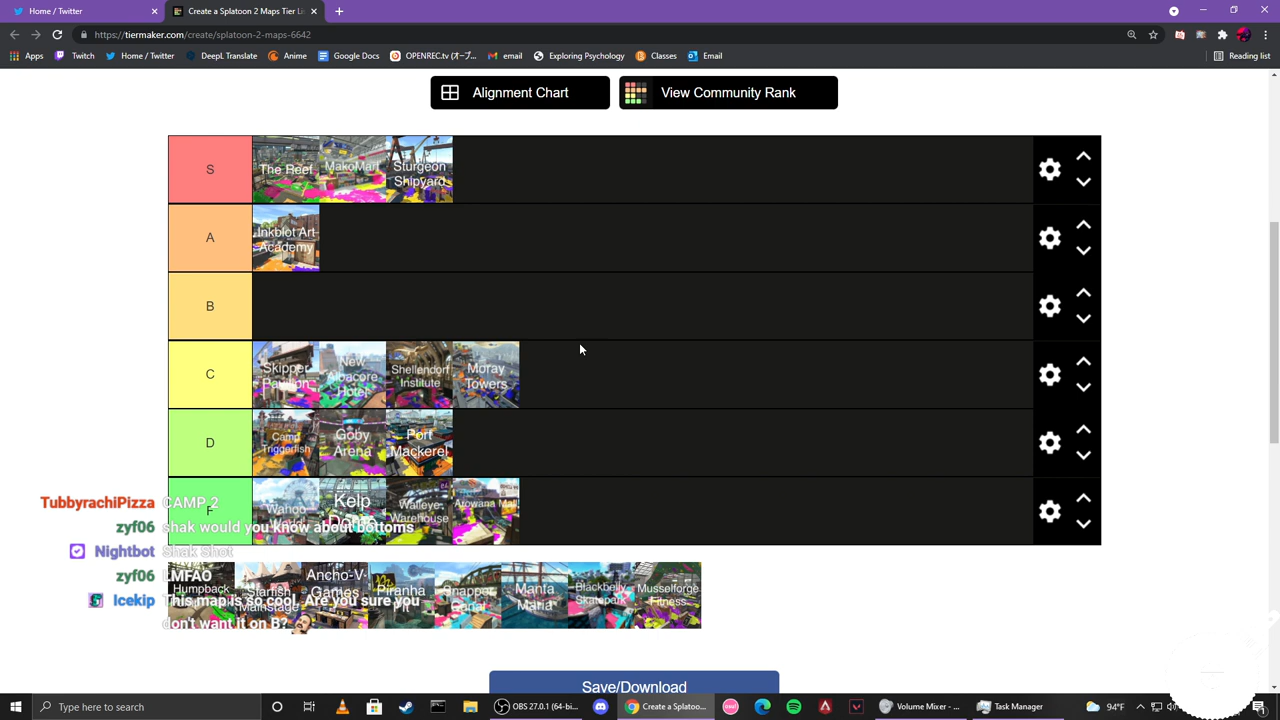 Home / Twitter
Create a Splatoon 2 Maps Tier Li
https://tiermaker.com/create/splatoon-2-maps-6642
Apps
Twitch
Home / Twitter
DeepL Translate
Anime
Google Docs
OPENREC.tv (オープ...
email
Exploring Psychology
Classes
Email
Reading list
Alignment Chart
View Community Rank
S
The Reef
MakoMart
Sturgeon
Shipyard
A
Inkblot Art
Academy
B
C
Skipper
Pavilion
New
Albacore
Hotel
Shellendorf
Institute
Moray
Towers
D
Camp
Triggerfish
Goby
Arena
Port
Mackerel
F
Wahoo
World
Kelp
Dome
Walleye
Warehouse
Arowana Mall
TubbyrachiPizza CAMP 2
zyf06 shak would you know about bottoms
Nightbot Shak Shot
zyf06 LMFAO
Icekip This map is so cool. Are you sure you
don't want it on B?
Humpback
Starfish
Mainstage
Ancho-V
Games
Piranha
Pit
Snapper
Canal
Manta
Maria
Blackbelly
Skatepark
Musselforge
Fitness
Save/Download
Type here to search
OBS 27.0.1 (64-bi...
Create a Splatoo...
osu!
Volume Mixer - ...
Task Manager
94°F